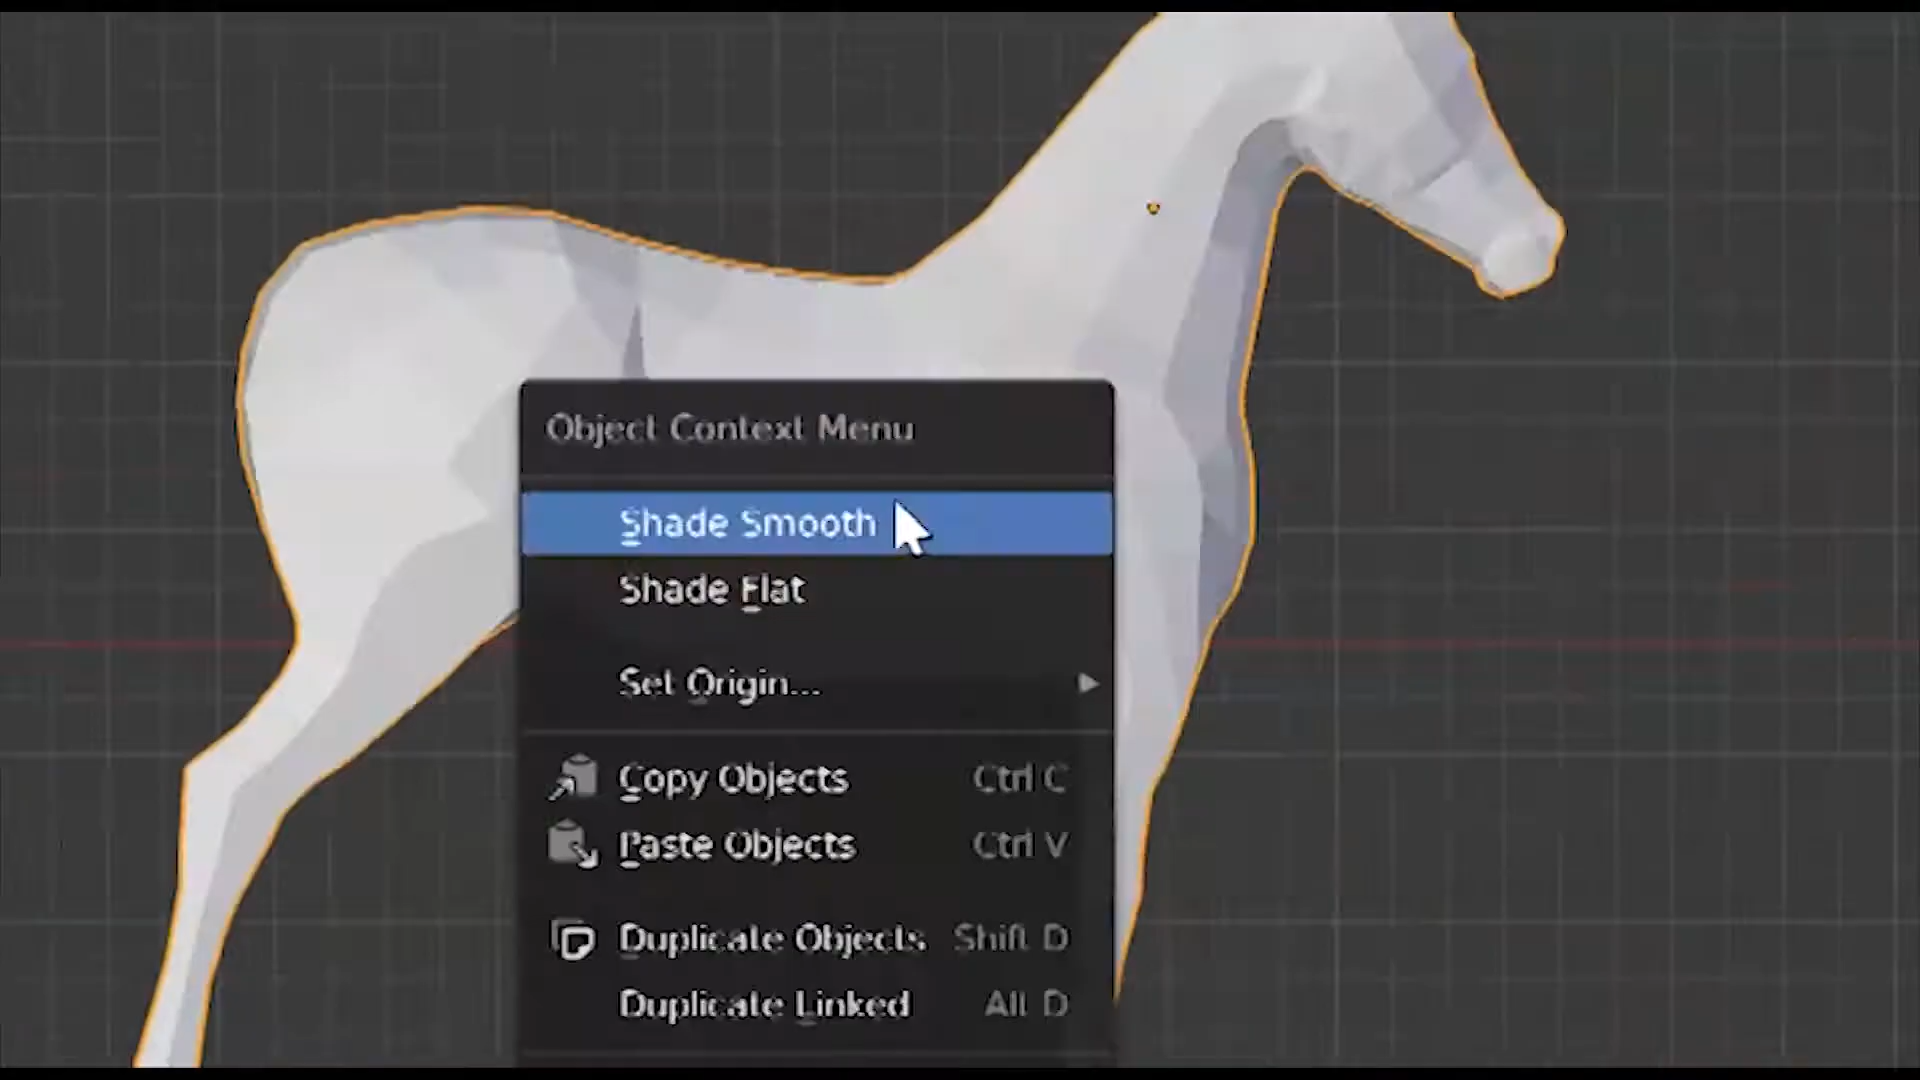 Object Context Menu
Shade Smooth
Shade Flat
Set Origin...
Copy Objects Ctrl C
Paste Objects Ctrl V
Duplicate Objects Shift D
Duplicate Linked Alt D